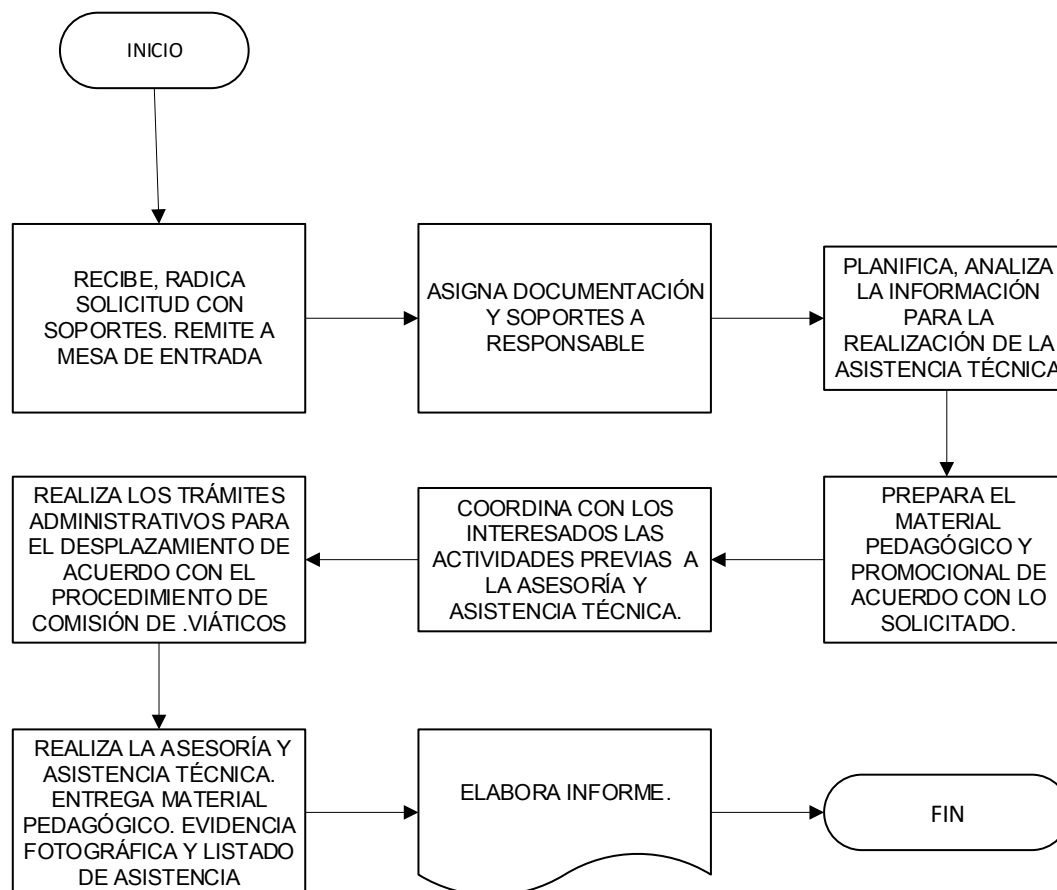 INICIO
RECIBE, RADICA
SOLICITUD CON
SOPORTES. REMITE A
MESA DE ENTRADA
ASIGNA DOCUMENTACIÓN
Y SOPORTES A
RESPONSABLE
PLANIFICA, ANALIZA
LA INFORMACIÓN
PARA LA
REALIZACIÓN DE LA
ASISTENCIA TÉCNICA
PREPARA EL
MATERIAL
PEDAGÓGICO Y
PROMOCIONAL DE
ACUERDO CON LO
SOLICITADO.
COORDINA CON LOS
INTERESADOS LAS
ACTIVIDADES PREVIAS A
LA ASESORÍA Y
ASISTENCIA TÉCNICA.
REALIZA LOS TRÁMITES
ADMINISTRATIVOS PARA
EL DESPLAZAMIENTO DE
ACUERDO CON EL
PROCEDIMIENTO DE
COMISIÓN DE .VIÁTICOS
REALIZA LA ASESORÍA Y
ASISTENCIA TÉCNICA.
ENTREGA MATERIAL
PEDAGÓGICO. EVIDENCIA
FOTOGRÁFICA Y LISTADO
DE ASISTENCIA
ELABORA INFORME.
FIN